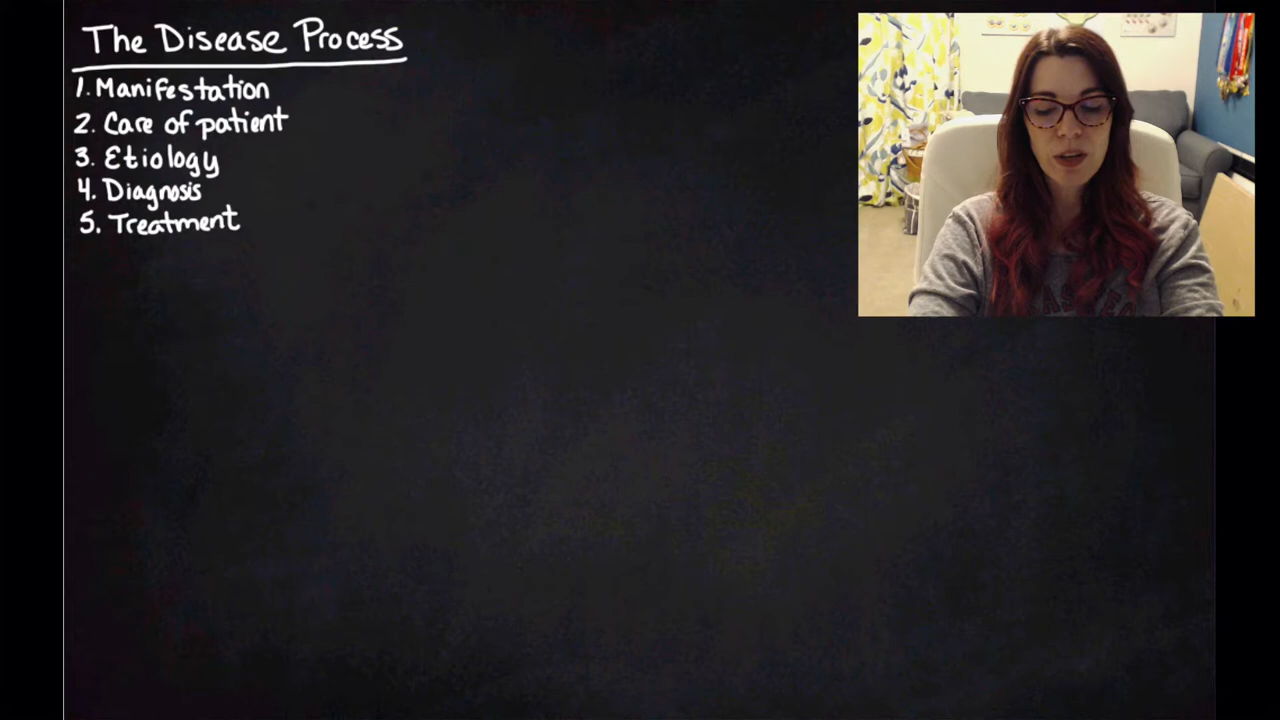 The Disease Process
1. Manifestation
2. Care of patient
3. Etiology
4. Diagnosis
5. Treatment